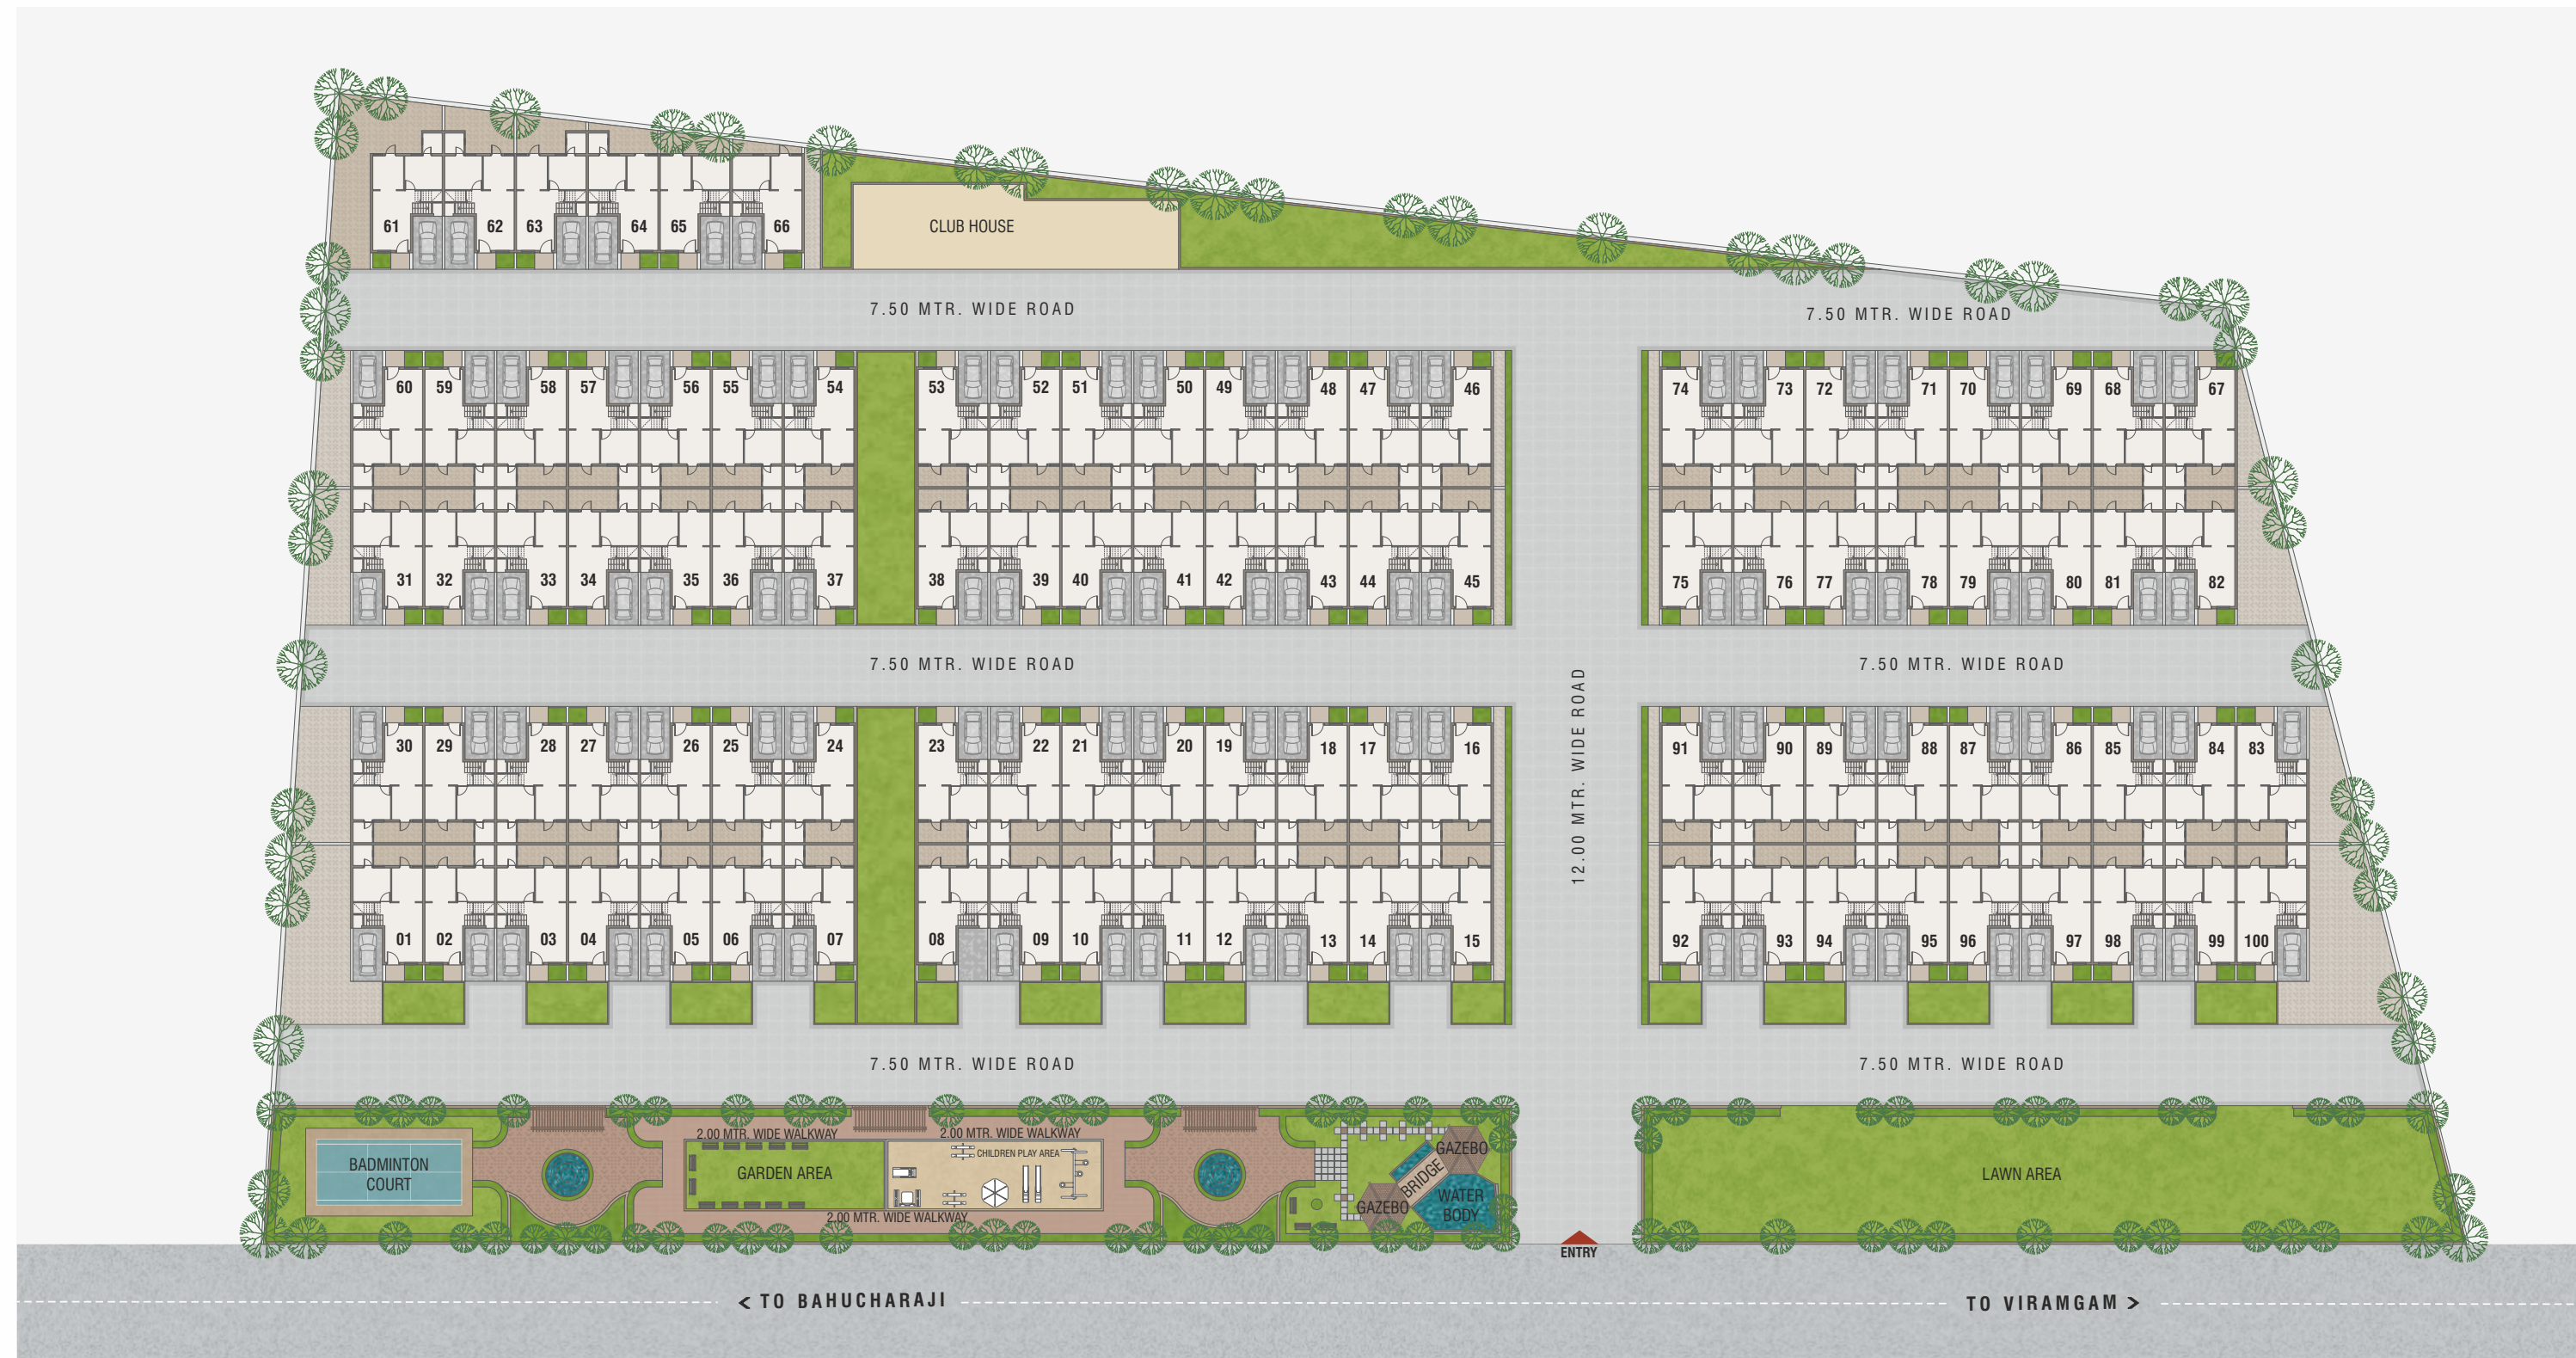 61 62 63 64 65 66
CLUB HOUSE
7.50 MTR. WIDE ROAD
7.50 MTR. WIDE ROAD
60 59 58 57 56 55 54
53 52 51 50 49 48 47 46
74 73 72 71 70 69 68 67
31 32 33 34 35 36 37
38 39 40 41 42 43 44 45
75 76 77 78 79 80 81 82
7.50 MTR. WIDE ROAD
7.50 MTR. WIDE ROAD
12.00 MTR. WIDE ROAD
30 29 28 27 26 25 24
23 22 21 20 19 18 17 16
91 90 89 88 87 86 85 84 83
01 02 03 04 05 06 07
08 09 10 11 12 13 14 15
92 93 94 95 96 97 98 99 100
7.50 MTR. WIDE ROAD
7.50 MTR. WIDE ROAD
BADMINTON
COURT
2.00 MTR. WIDE WALKWAY
2.00 MTR. WIDE WALKWAY
GARDEN AREA
CHILDREN PLAY AREA
2.00 MTR. WIDE WALKWAY
GAZEBO
BRIDGE
GAZEBO
WATER
BODY
LAWN AREA
ENTRY
< TO BAHUCHARAJI
TO VIRAMGAM >